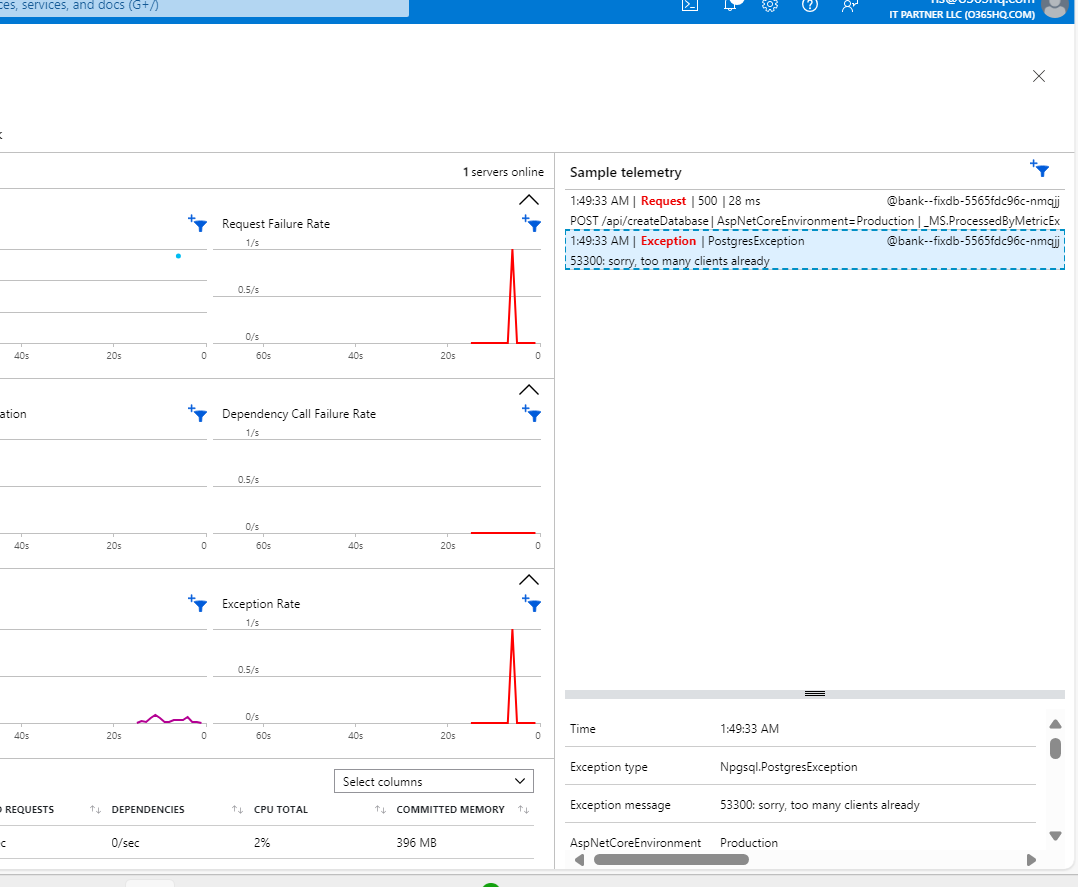 ces, services, and docs (G+/)
IT PARTNER LLC (O365HQ.COM)
1 servers online
Request Failure Rate
1/s
0.5/s
0/s
40s 20s 0 60s 40s 20s 0
ation
Dependency Call Failure Rate
1/s
0.5/s
0/s
40s 20s 0 60s 40s 20s 0
Exception Rate
1/s
0.5/s
0/s
40s 20s 0 60s 40s 20s 0
Select columns
REQUESTS DEPENDENCIES CPU TOTAL COMMITTED MEMORY
0/sec 2% 396 MB
Sample telemetry
1:49:33 AM | Request | 500 | 28 ms @bank--fixdb-5565fdc96c-nmqjj
POST /api/createDatabase| AspNetCoreEnvironment=Production | _MS.ProcessedByMetricEx
1:49:33 AM | Exception | PostgresException @bank--fixdb-5565fdc96c-nmqjj
53300: sorry, too many clients already
Time 1:49:33 AM
Exception type Npgsql.PostgresException
Exception message 53300: sorry, too many clients already
AspNetCoreEnvironment Production